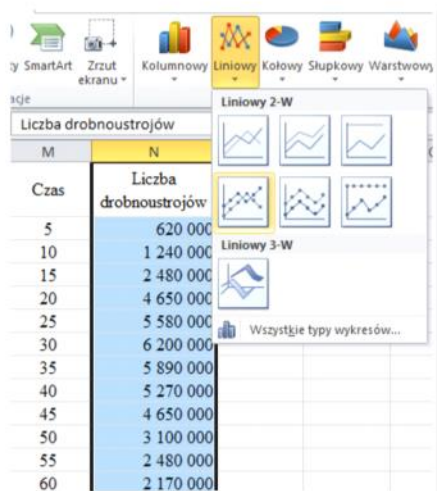 SmartArt Zrzut ekranu Kolumnowy Liniowy Kołowy Słupkowy Warstwowy
acje
Liniowy 2-W
Liczba drobnoustrojów
M N
Czas Liczba drobnoustrojów
5 620 000
10 1 240 000
15 2 480 000
20 4 650 000
25 5 580 000
30 6 200 000
35 5 890 000
40 5 270 000
45 4 650 000
50 3 100 000
55 2 480 000
60 2 170 000
Liniowy 3-W
Wszystkie typy wykresów...